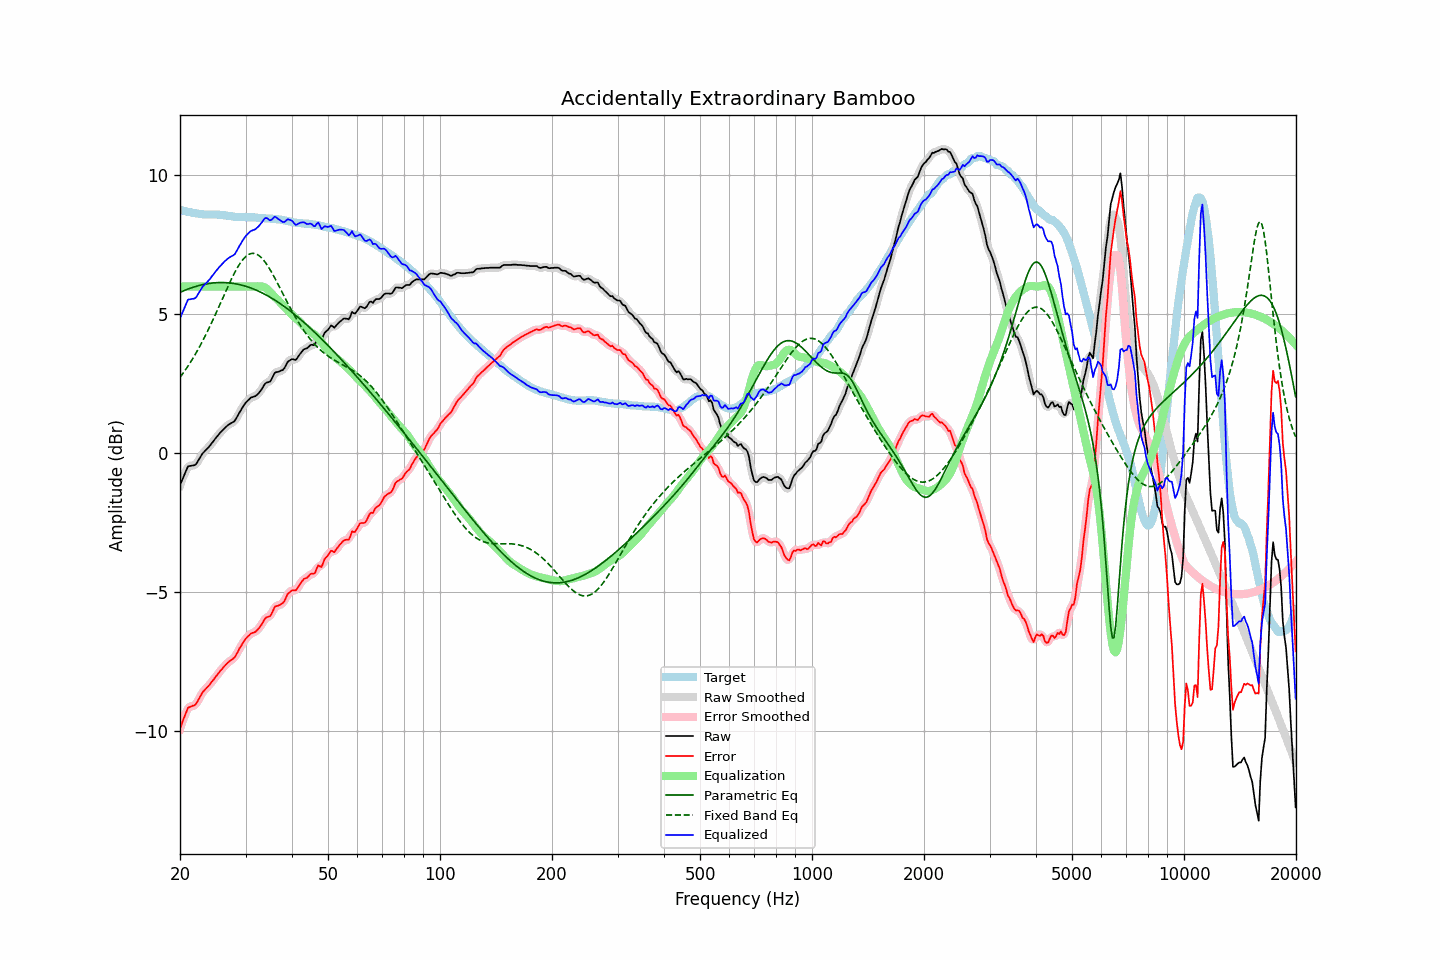 Accidentally Extraordinary Bamboo
Amplitude (dBr)
10
5
0
−5
−10
Target
Raw Smoothed
Error Smoothed
Raw
Error
Equalization
Parametric Eq
Fixed Band Eq
Equalized
20 50 100 200 500 1000 2000 5000 10000 20000
Frequency (Hz)